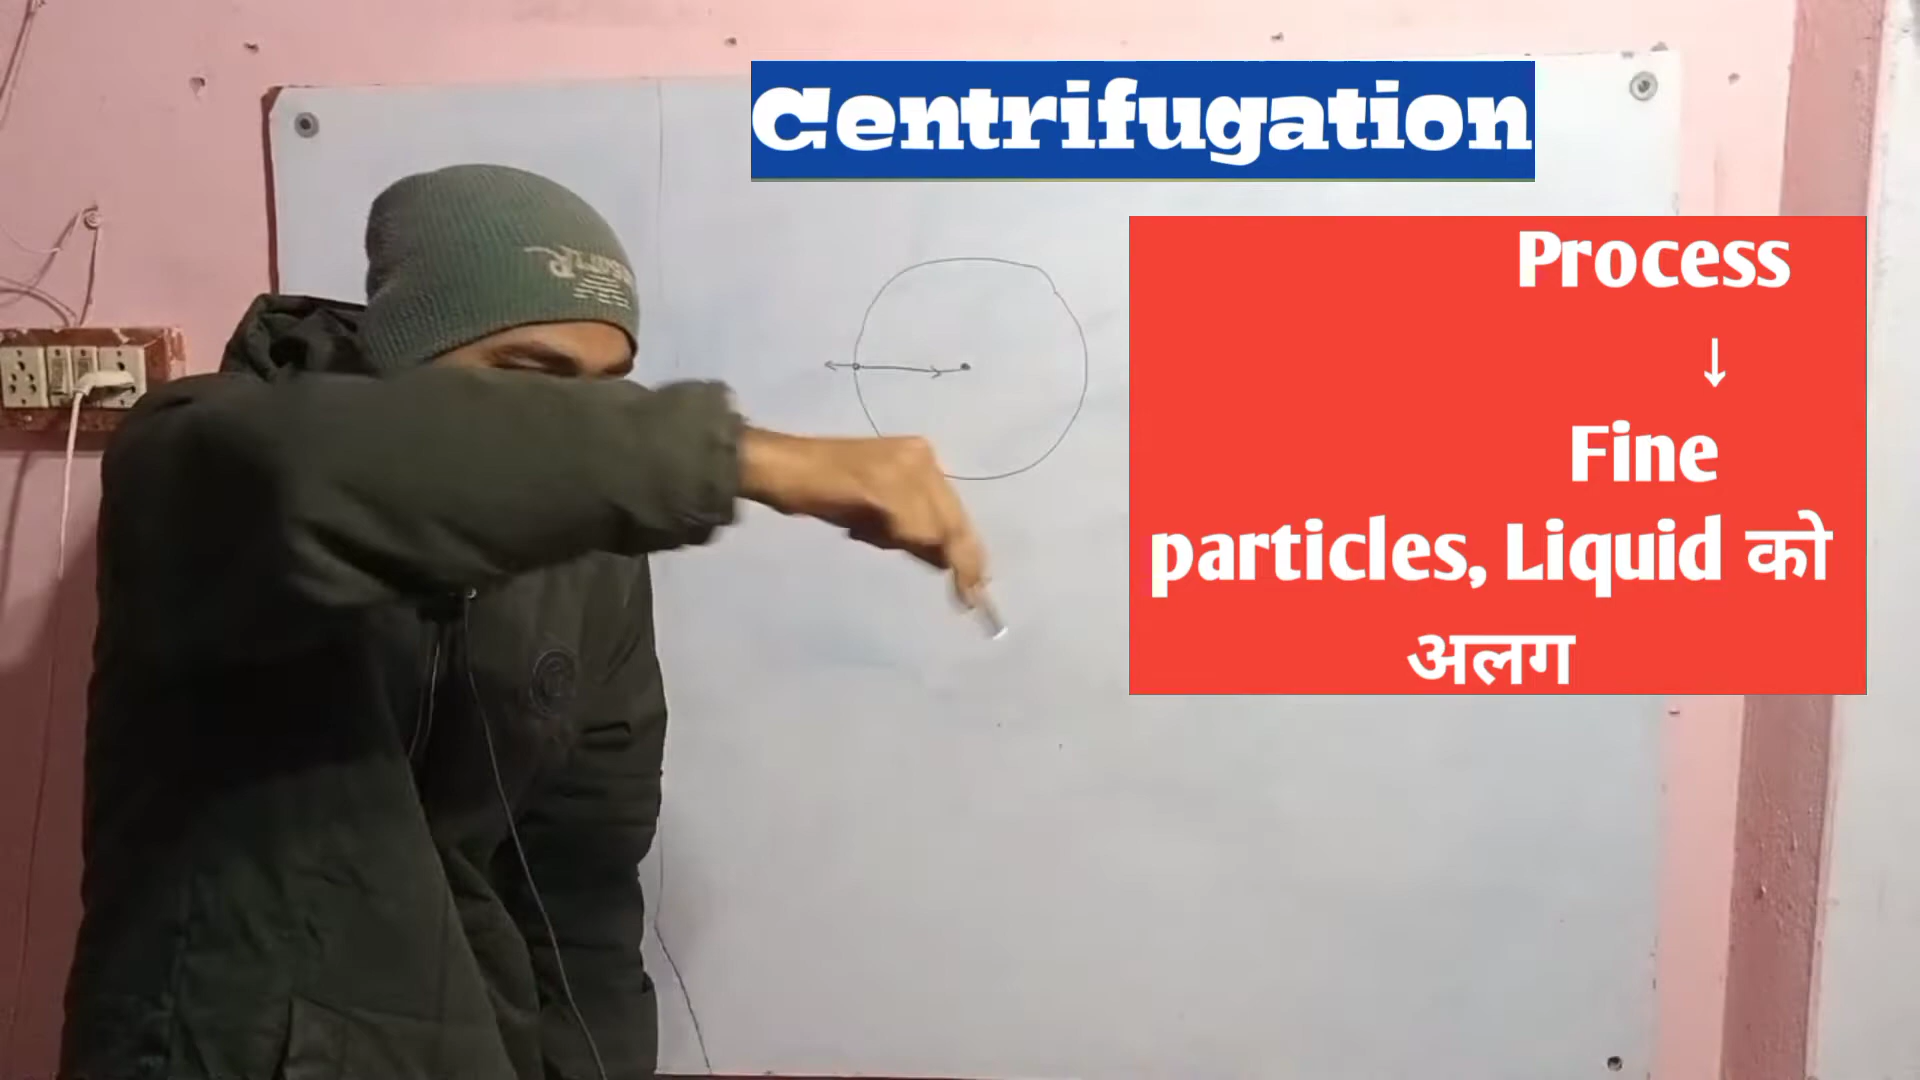 Centrifugation
Process
↓
Fine
particles, Liquid को
अलग